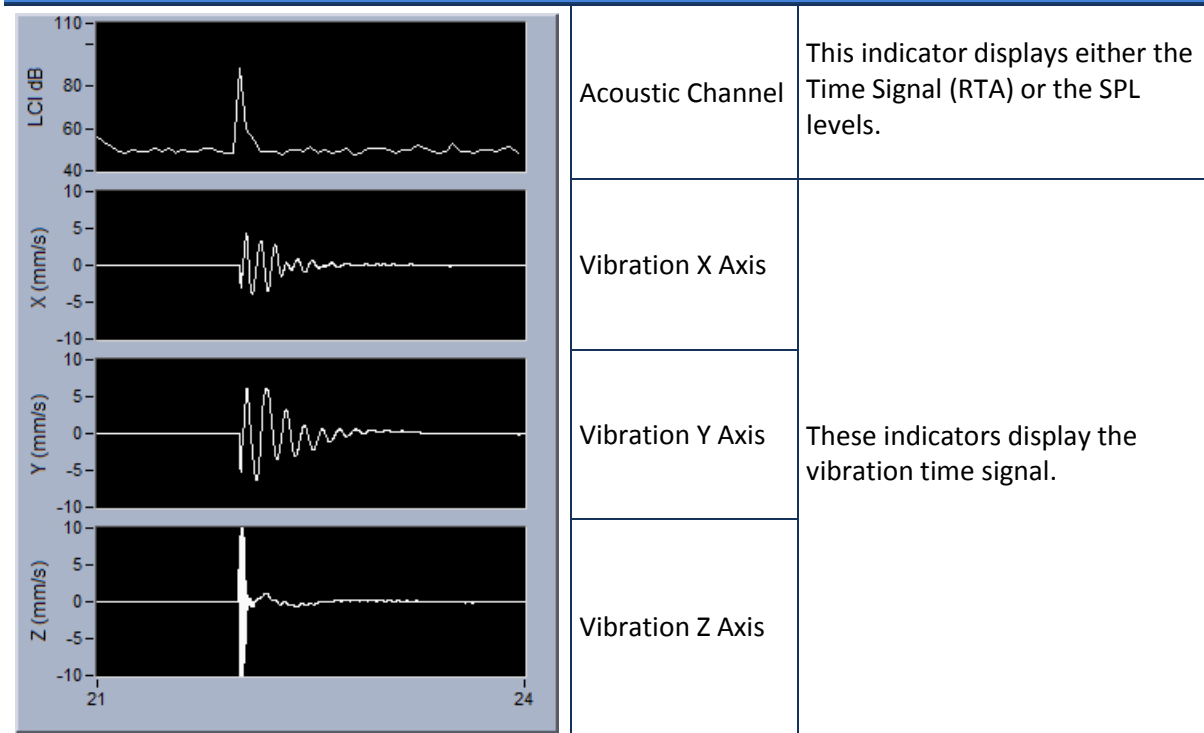 110
LCI dB
80
60
40
Acoustic Channel
This indicator displays either the
Time Signal (RTA) or the SPL
levels.
10
5
X (mm/s)
0
-5
-10
Vibration X Axis
10
5
Y (mm/s)
0
-5
-10
Vibration Y Axis
These indicators display the
vibration time signal.
10
5
Z (mm/s)
0
-5
-10
Vibration Z Axis
21
24